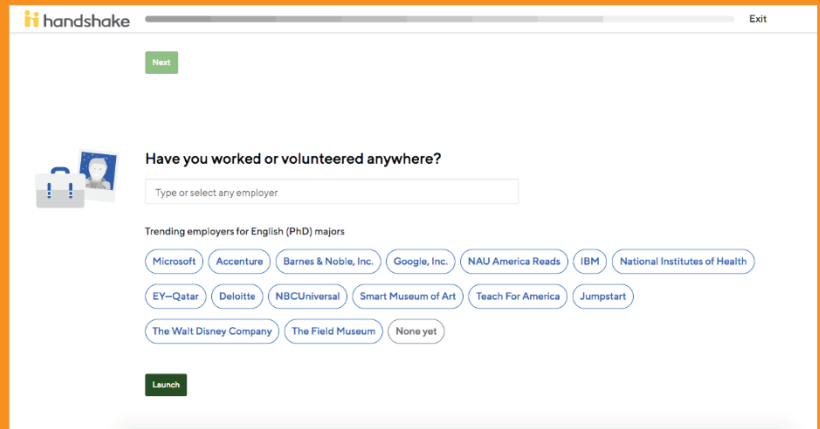 handshake Exit
Next
Have you worked or volunteered anywhere?
Type or select any employer
Trending employers for English (PhD) majors
Microsoft Accenture Barnes & Noble, Inc. Google, Inc. NAU America Reads IBM National Institutes of Health
EY—Qatar Deloitte NBCUniversal Smart Museum of Art Teach For America Jumpstart
The Walt Disney Company The Field Museum None yet
Launch